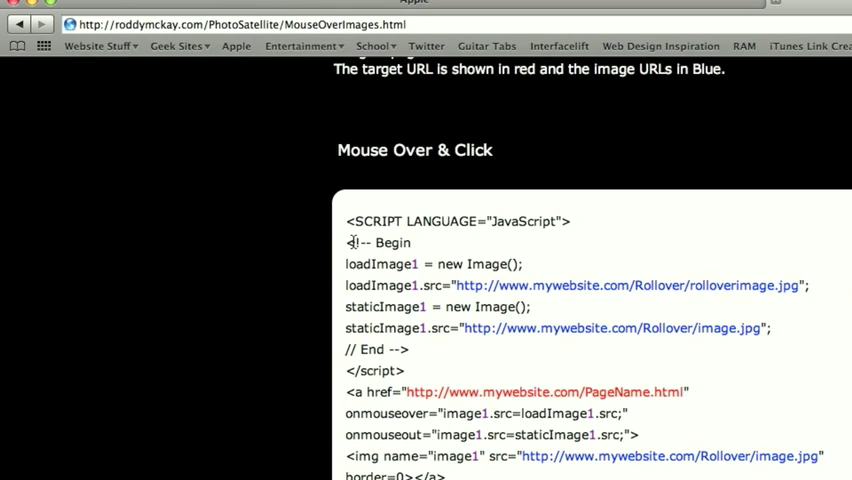 Apple
http://roddymckay.com/PhotoSatellite/MouseOverImages.html
Website Stuff▾ Geek Sites▾ Apple Entertainment▾ School▾ Twitter Guitar Tabs Interfacelift Web Design Inspiration RAM iTunes Link Crea
The target URL is shown in red and the image URLs in Blue.
Mouse Over & Click
<SCRIPT LANGUAGE="JavaScript">
<!-- Begin
loadImage1 = new Image();
loadImage1.src="http://www.mywebsite.com/Rollover/rolloverimage.jpg";
staticImage1 = new Image();
staticImage1.src="http://www.mywebsite.com/Rollover/image.jpg";
// End -->
</script>
<a href="http://www.mywebsite.com/PageName.html"
onmouseover="image1.src=loadImage1.src;"
onmouseout="image1.src=staticImage1.src;">
<img name="image1" src="http://www.mywebsite.com/Rollover/image.jpg"
border=0></a>